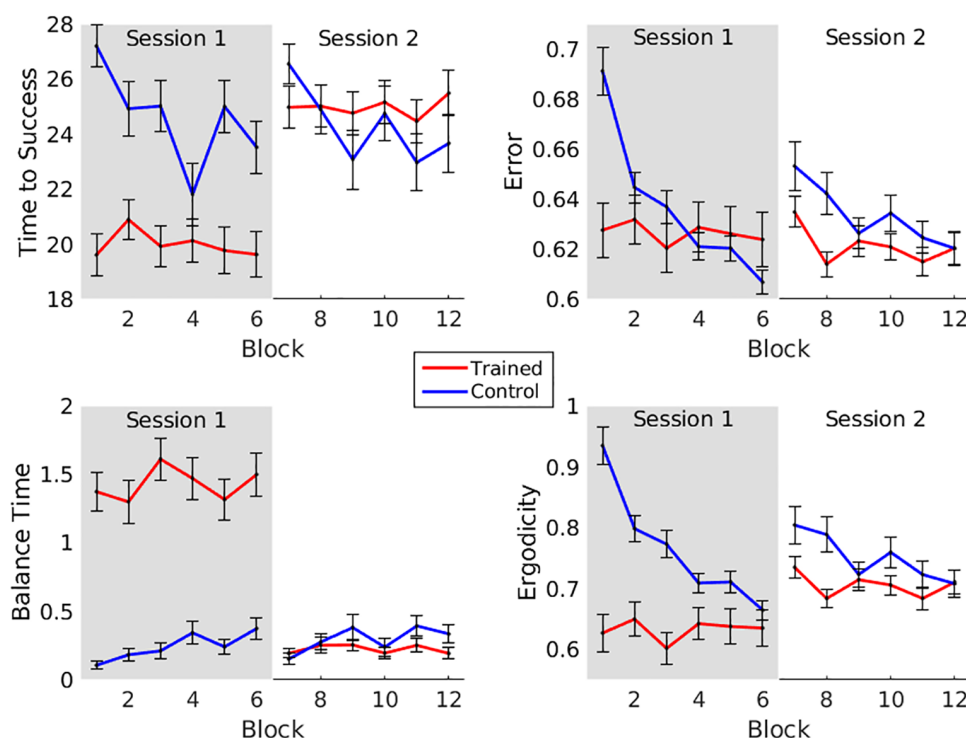 Session 1
Session 2
Time to Success
28
26
24
22
20
18
2
4
6
8
10
12
Block
Session 1
Session 2
Error
0.7
0.68
0.66
0.64
0.62
0.6
2
4
6
8
10
12
Block
Trained
Control
Session 1
Balance Time
2
1.5
1
0.5
0
2
4
6
8
10
12
Block
Session 1
Session 2
Ergodicity
1
0.9
0.8
0.7
0.6
2
4
6
8
10
12
Block